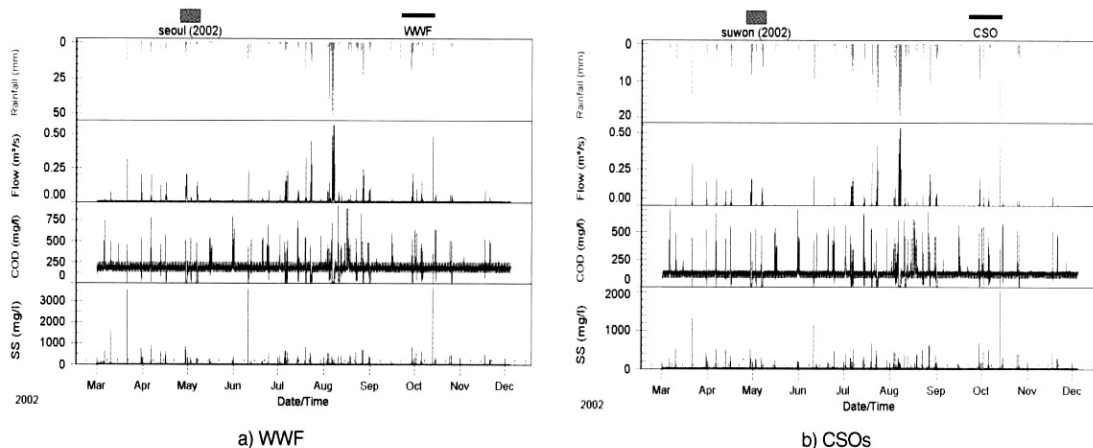 seoul (2002) WWF
Rainfall (mm)
0
25
50
Flow (m³/s)
0.50
0.25
0.00
COD (mg/l)
750
500
250
0
SS (mg/l)
3000
2000
1000
0
Mar Apr May Jun Jul Aug Sep Oct Nov Dec
2002 Date/Time
a) WWF
suwon (2002) CSO
Rainfall (mm)
0
10
20
Flow (m³/s)
0.50
0.25
0.00
COD (mg/l)
500
250
0
SS (mg/l)
2000
1000
0
Mar Apr May Jun Jul Aug Sep Oct Nov Dec
2002 Date/Time
b) CSOs